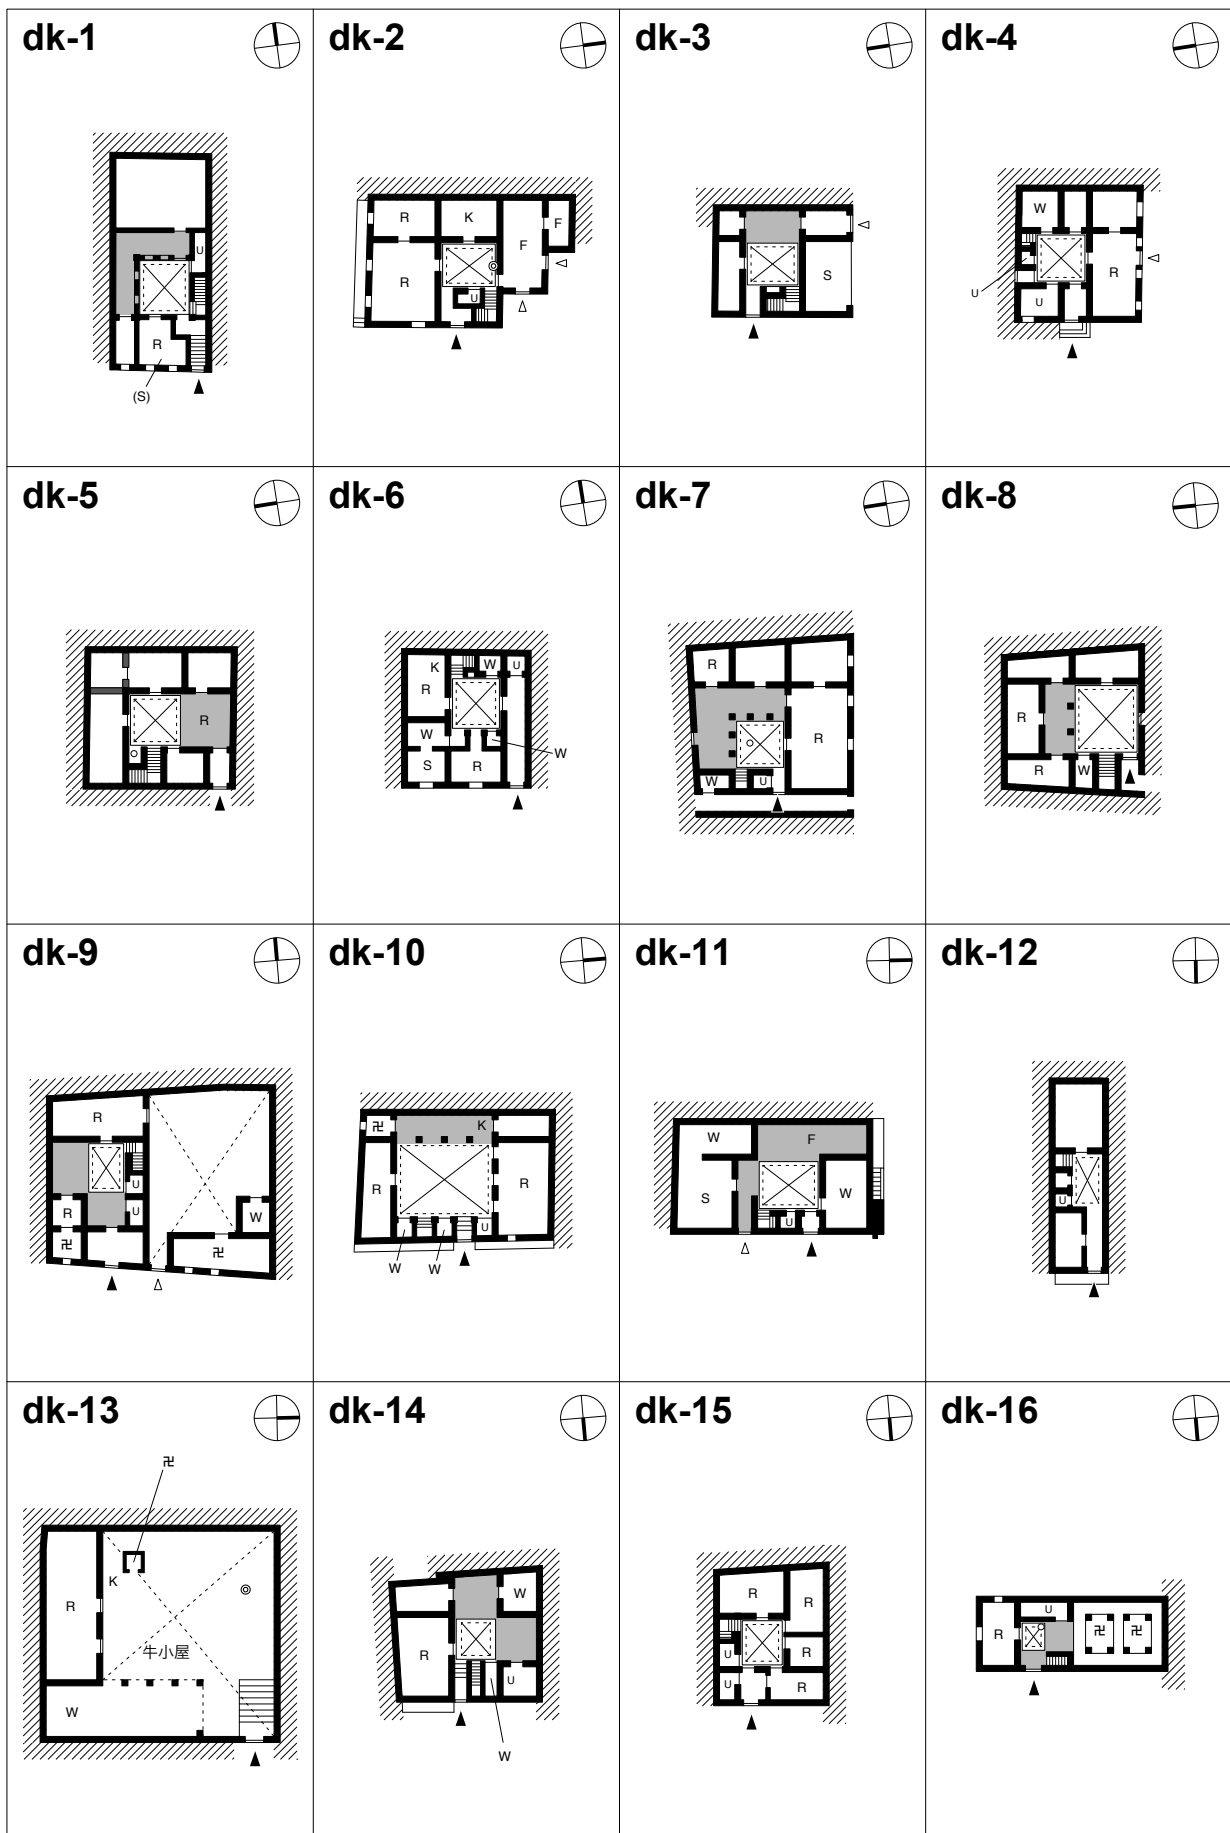 dk-1
U
R
(S)
dk-2
R
K
F
F
R
U
dk-3
S
dk-4
W
R
U
U
dk-5
R
dk-6
K
W
U
R
W
W
S
R
dk-7
R
R
W
U
dk-8
R
R
W
dk-9
R
U
R
U
W
卍
卍
dk-10
卍
K
R
R
U
W
W
dk-11
W
F
S
W
U
dk-12
U
dk-13
卍
K
R
牛小屋
W
dk-14
W
R
U
W
dk-15
R
R
U
R
U
R
dk-16
U
R
卍
卍